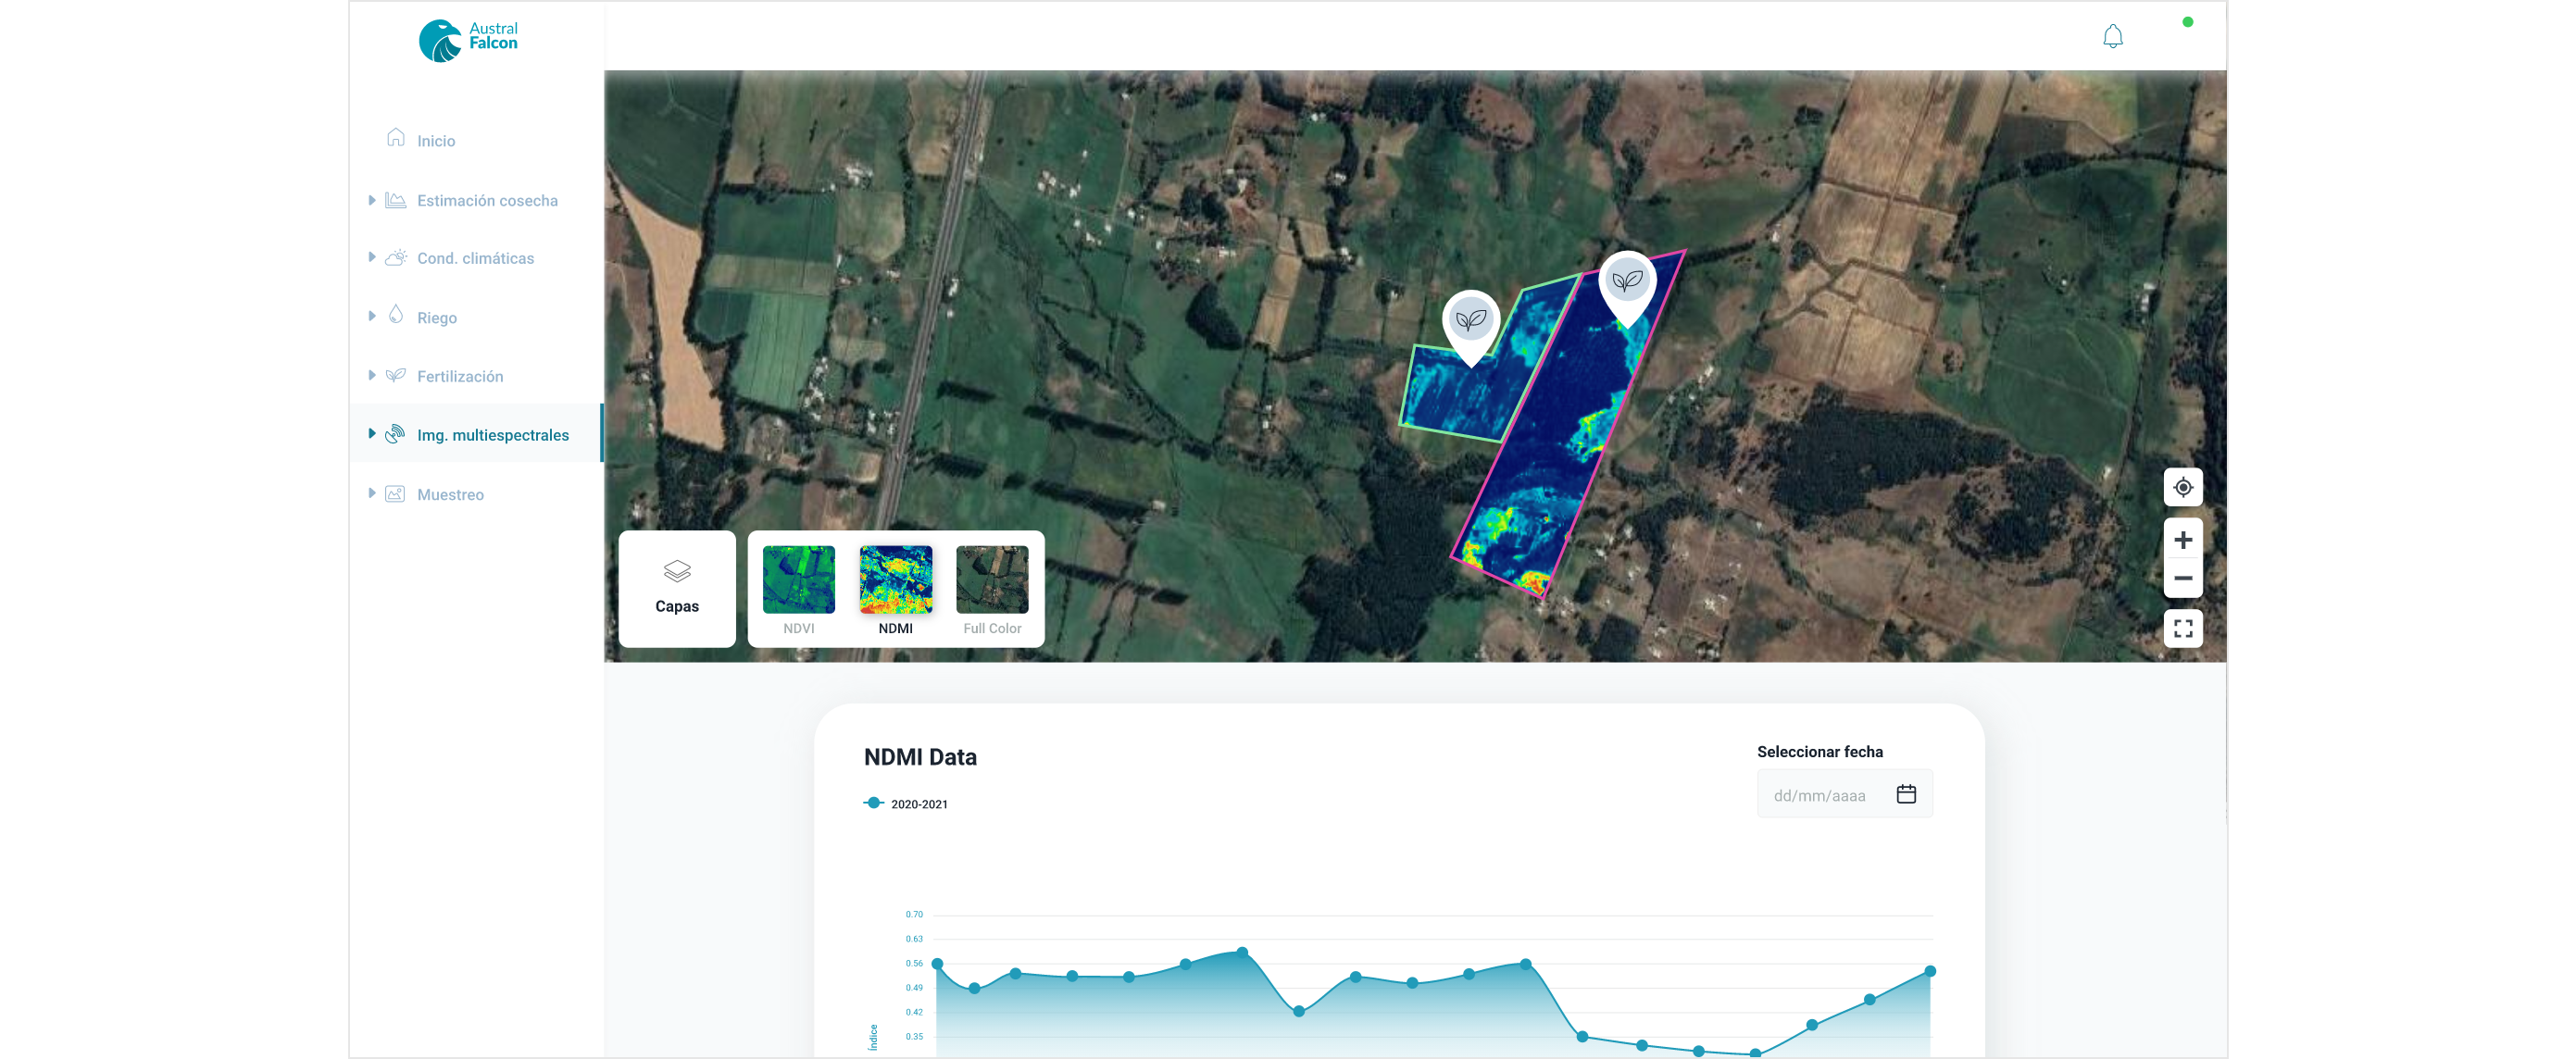 Austral
Falcon
Inicio
Estimación cosecha
Cond. climáticas
Riego
Fertilización
Img. multiespectrales
Muestreo
Capas
NDVI
NDMI
Full Color
NDMI Data
2020-2021
Seleccionar fecha
dd/mm/aaaa
0.70
0.63
0.56
0.49
0.42
0.35
Índice